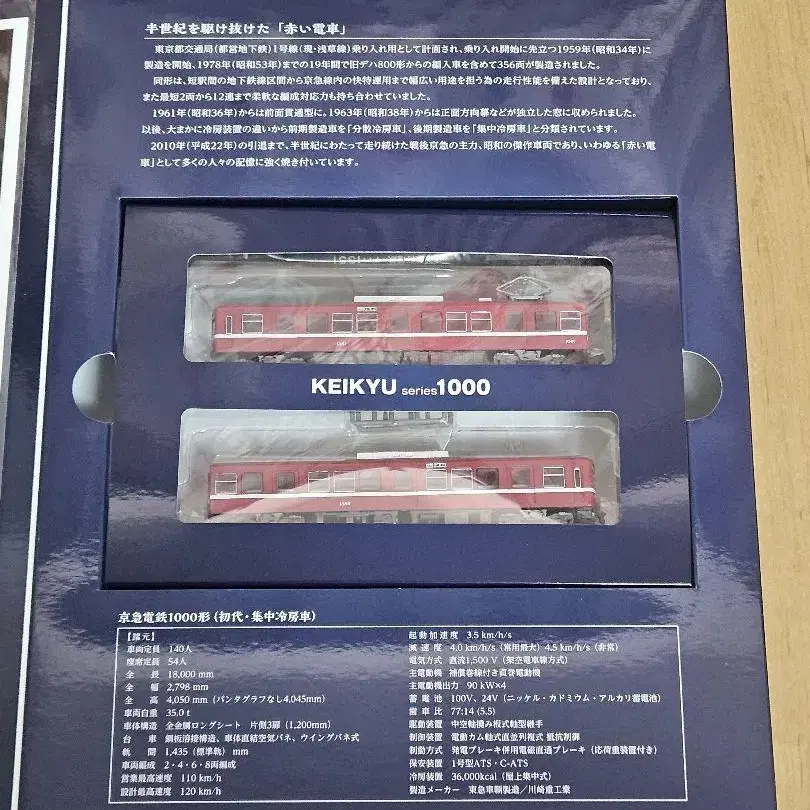 半世紀を駆け抜けた「赤い電車」
東京都交通局(都営地下鉄)1号線(現・浅草線)乗り入れ用として計画され、乗り入れ開始に先立つ1959年(昭和34年)に
製造を開始、1978年(昭和53年)までの19年間で旧デハ800形からの編入車を含めて356両が製造されました。
同形は、短駅間の地下鉄線区間から京急線内の快特運用まで幅広い用途を担う為の走行性能を備えた設計となっており、
また最短2両から12連まで柔軟な編成対応力も持ち合わせていました。
1961年(昭和36年)からは前面貫通型に。1963年(昭和38年)からは正面方向幕などが独立した窓に収められました。
以後、大まかに冷房装置の違いから前期製造車を「分散冷房車」、後期製造車を「集中冷房車」と分類されています。
2010年(平成22年)の引退まで、半世紀にわたって走り続けた戦後京急の主力、昭和の傑作車両であり、いわゆる「赤い電
車」として多くの人々の記憶に強く焼き付いています。
KEIKYU series1000
京急電鉄1000形(初代・集中冷房車)
【諸元】
車両定員 140人
座席定員 54人
全長 18,000 mm
全幅 2,798 mm
全高 4,050 mm(パンタグラフなし4,045mm)
車両自重 35.0 t
車体構造 全金属ロングシート 片側3扉(1,200mm)
台車 鋼板溶接構造、車体直結空気バネ、ウイングバネ式
軌間 1,435(標準軌) mm
車両編成 2・4・6・8両編成
営業最高速度 110 km/h
設計最高速度 120 km/h
起動加速度 3.5 km/h/s
減速度 4.0 km/h/s(常用最大) 4.5 km/h/s(非常)
電気方式 直流1,500 V(架空電車線方式)
主電動機 補償巻線付き直巻電動機
主電動機出力 90 kW×4
蓄電池 100V、24V(ニッケル・カドミウム・アルカリ蓄電池)
歯車比 77:14 (5.5)
駆動装置 中空軸撓み板式軸型継手
制御装置 電動カム軸式直並列複式 抵抗制御
制動方式 発電ブレーキ併用電磁直通ブレーキ(応荷重装置付き)
保安装置 1号型ATS・C-ATS
冷房装置 36,000kcal(屋上集中式)
製造メーカー 東急車輌製造/川崎重工業